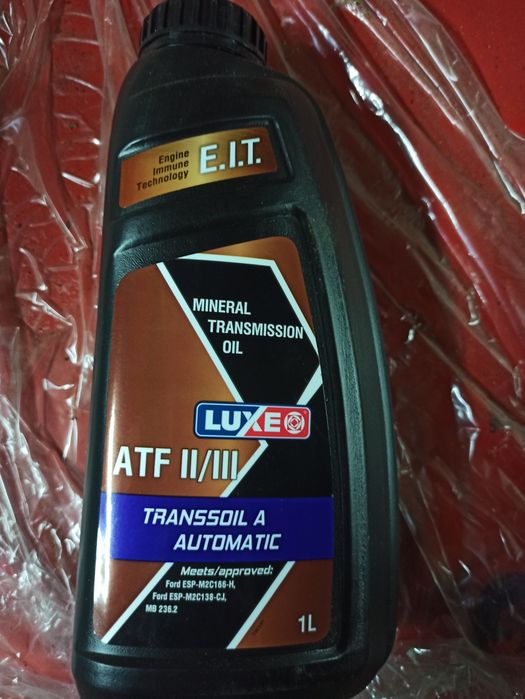 Engine
Immune
Technology
E.I.T.
MINERAL
TRANSMISSION
OIL
LUXE
ATF II/III
TRANSSOIL A
AUTOMATIC
Meets/approved:
Ford ESP-M2C166-H,
Ford ESP-M2C138-CJ,
MB 236.2
1L